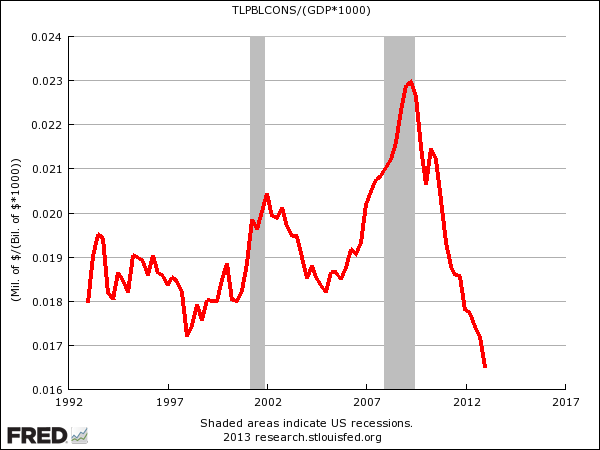 TLPBLCONS/(GDP*1000)
0.024
0.023
0.022
0.021
0.020
0.019
0.018
0.017
0.016
(Mil. of $/(Bil. of $*1000))
1992 1997 2002 2007 2012 2017
Shaded areas indicate US recessions.
2013 research.stlouisfed.org
FRED